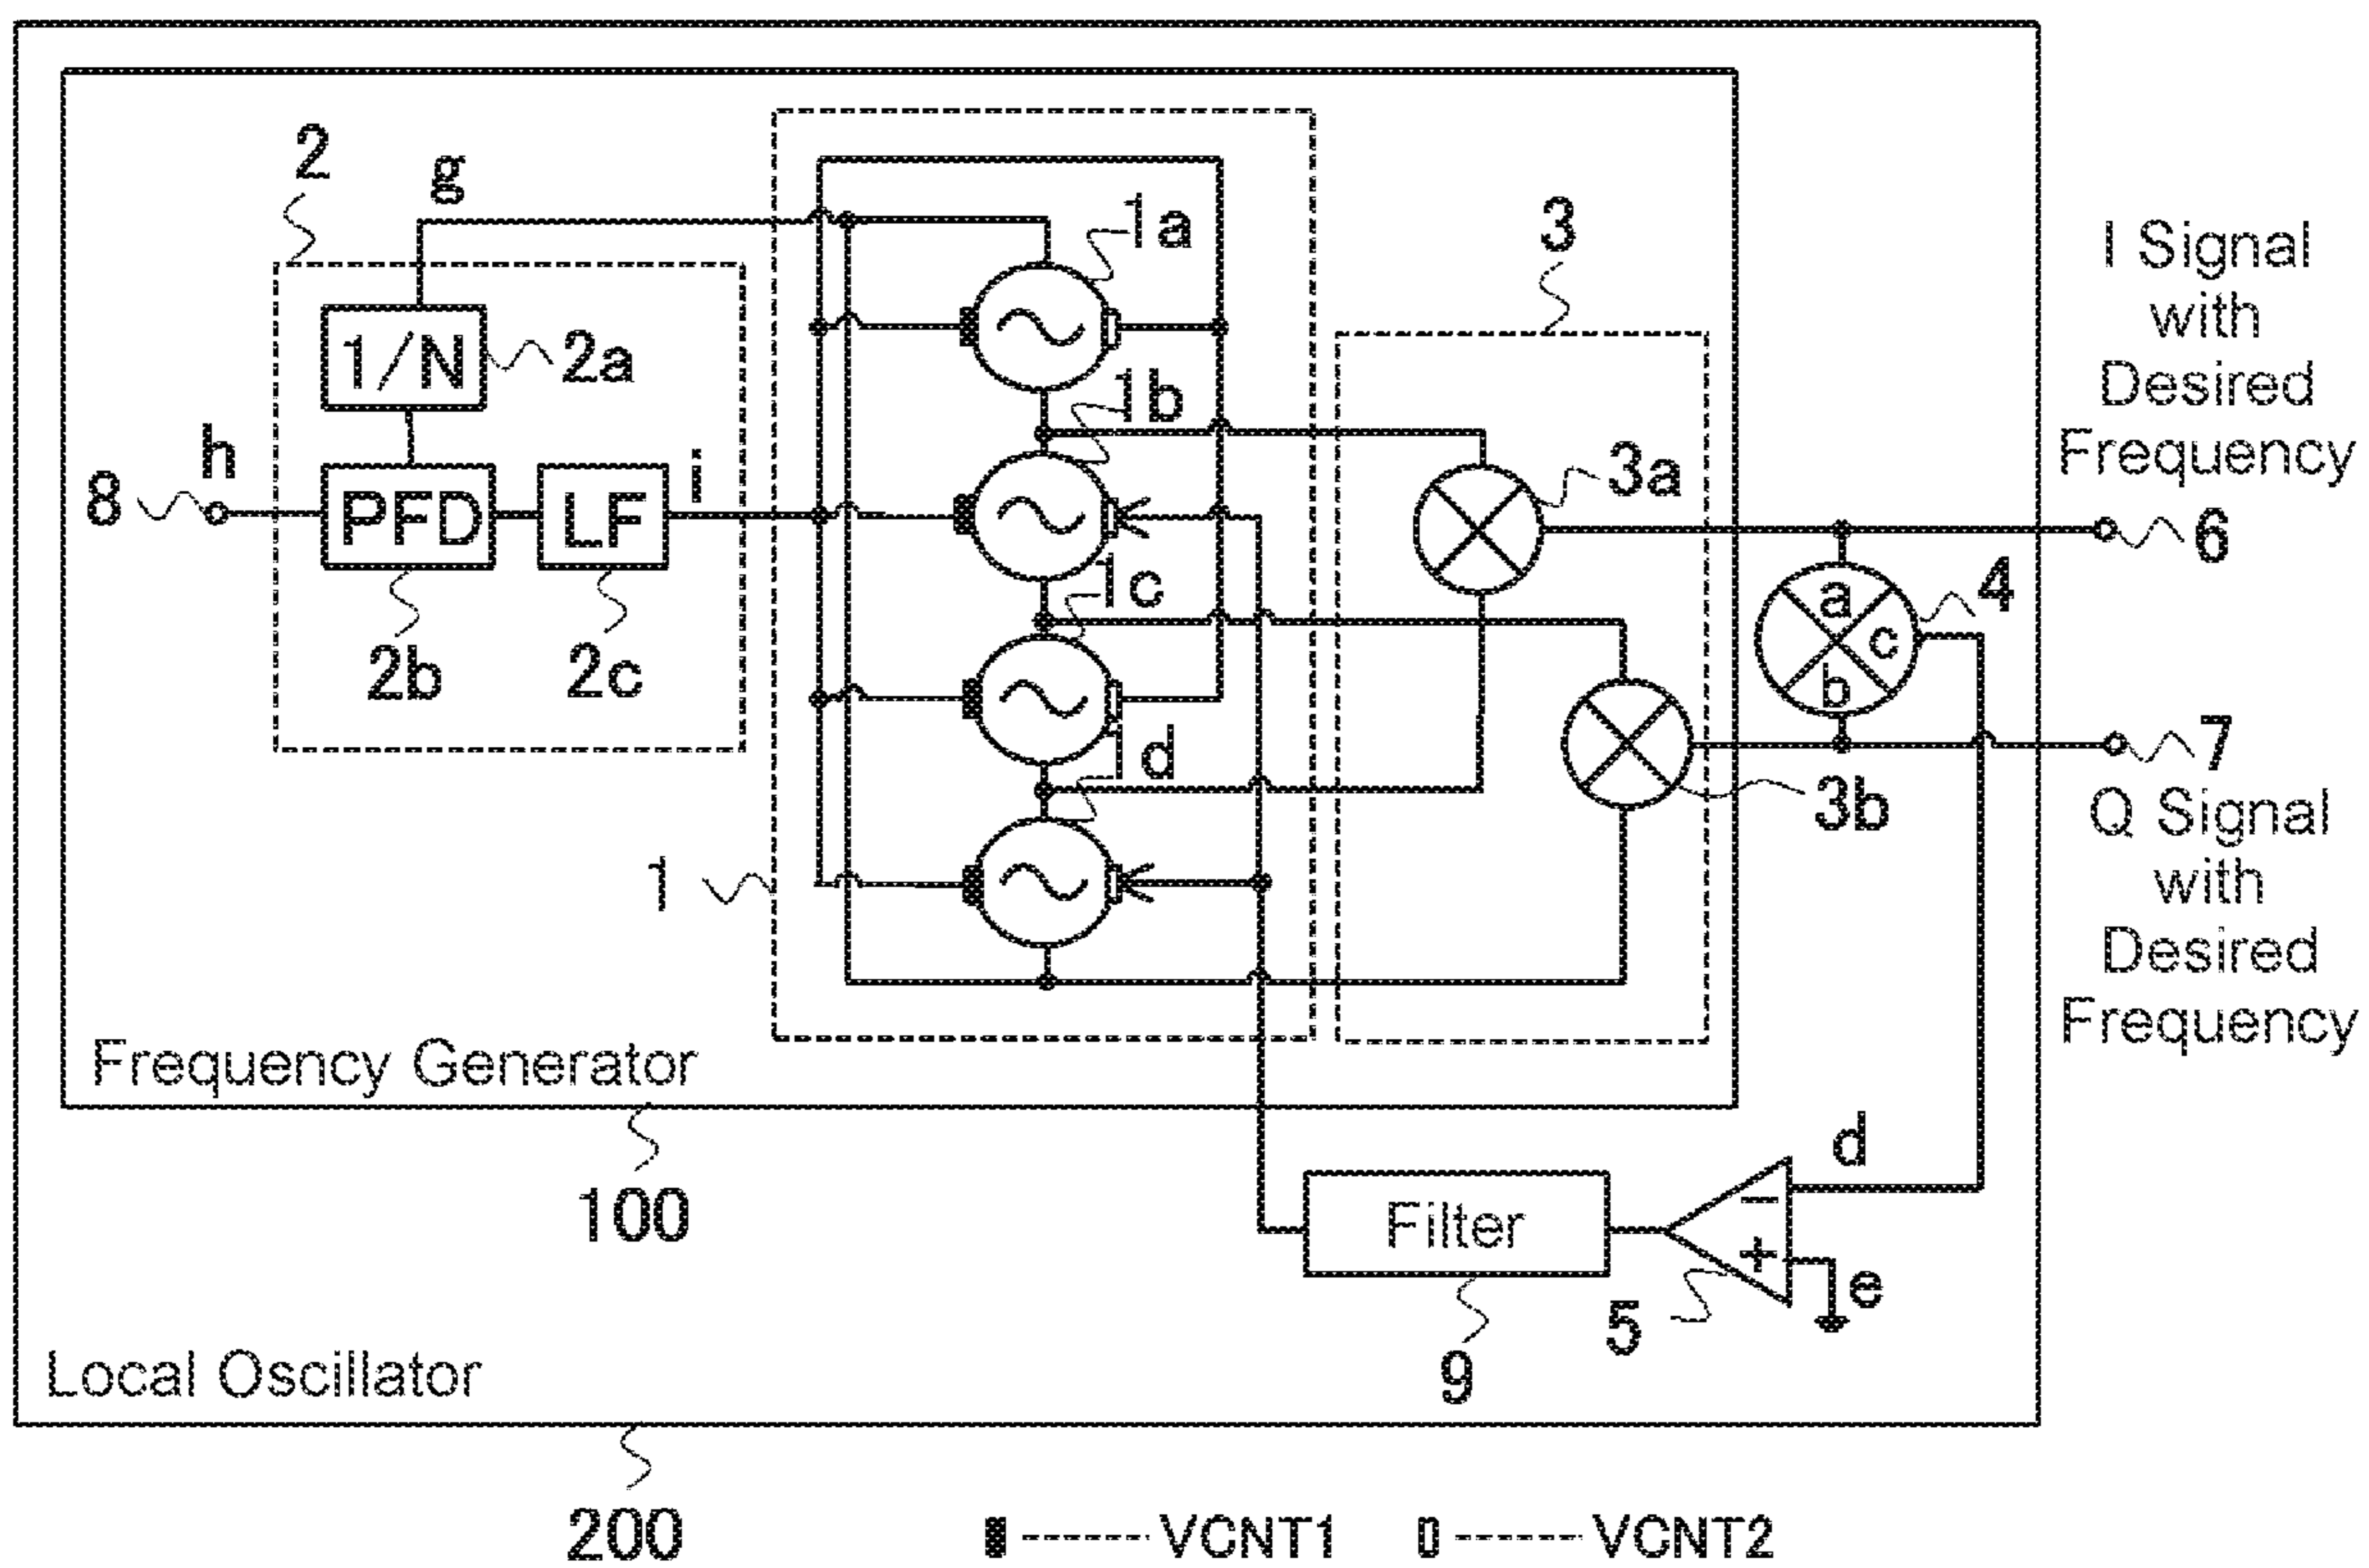 2
g
1a
3
I Signal
with
Desired
Frequency
1/N
2a
1b
h
i
3a
8
PFD
LF
6
1c
a
4
c
b
2b
2c
1d
7
3b
1
Q Signal
with
Desired
Frequency
Frequency Generator
d
100
Filter
−
+
e
5
9
Local Oscillator
200
VCNT1
VCNT2